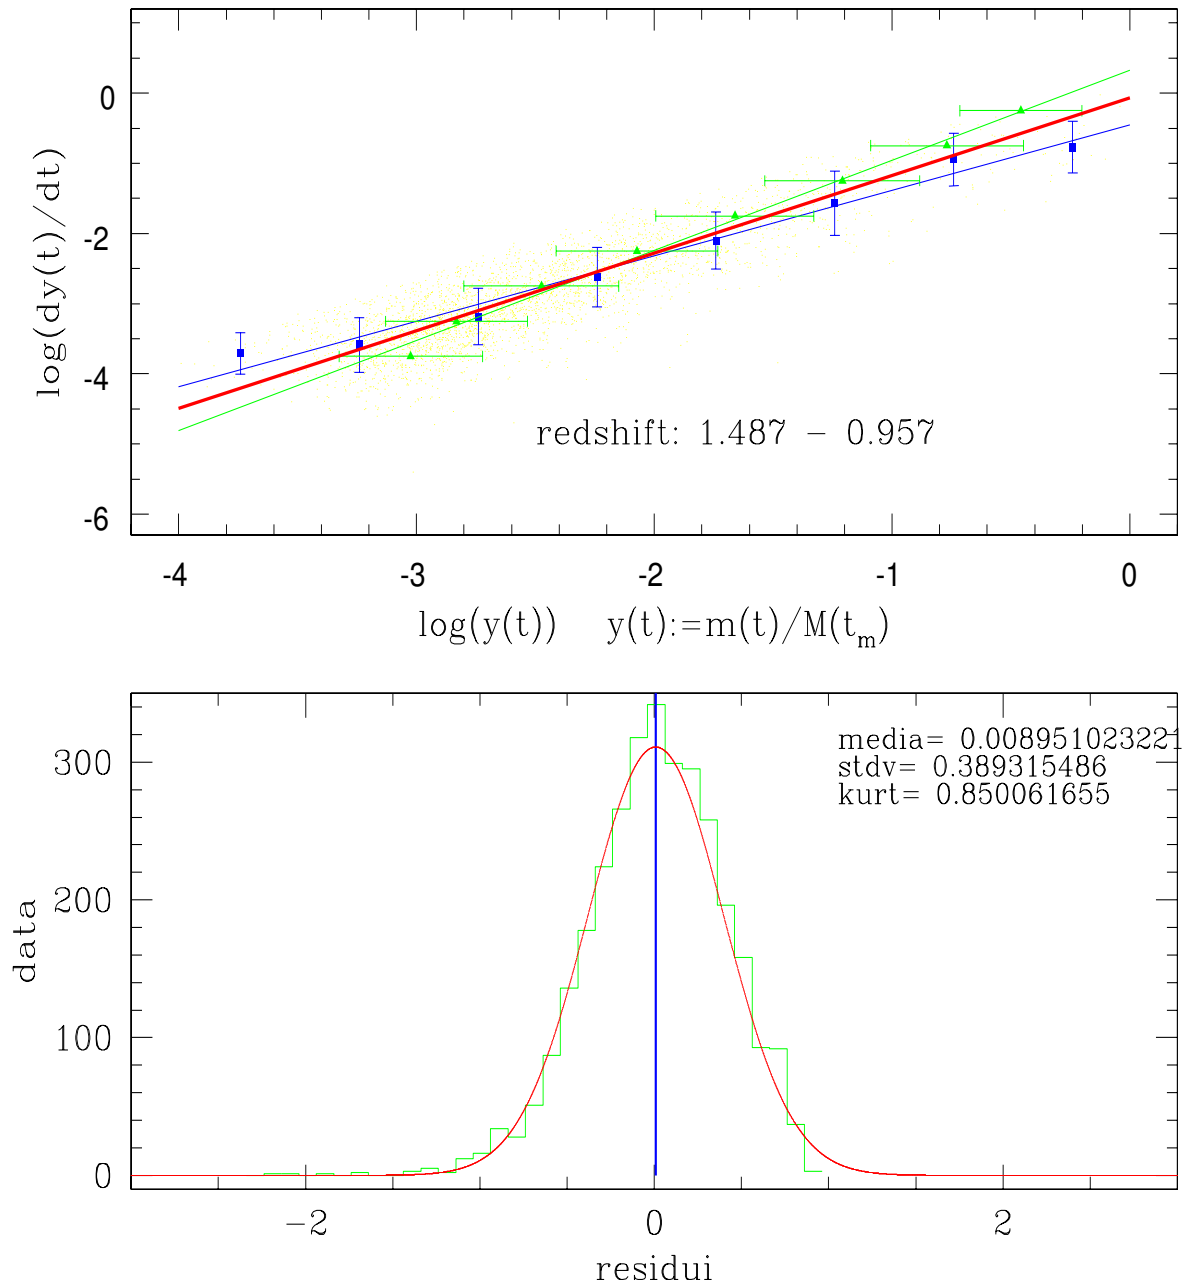 log(dy(t)/dt)
0
-2
-4
-6
redshift: 1.487 – 0.957
-4 -3 -2 -1 0
log(y(t)) y(t):=m(t)/M(t_m)
media= 0.008951023221
stdv= 0.389315486
kurt= 0.850061655
data
300
200
100
0
−2 0 2
residui